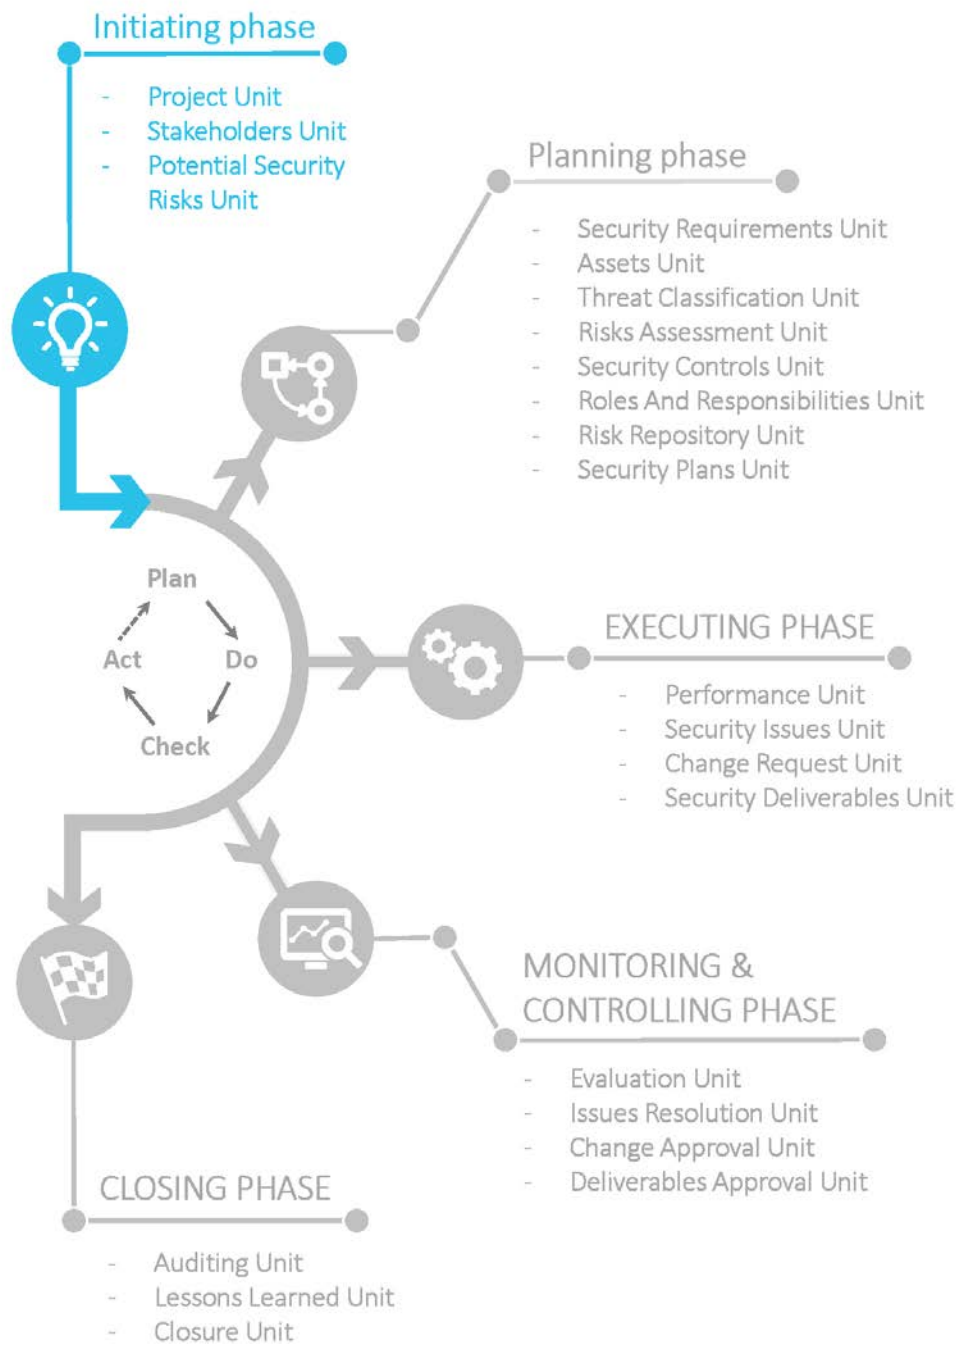 Initiating phase
- Project Unit
- Stakeholders Unit
- Potential Security
Risks Unit
Planning phase
- Security Requirements Unit
- Assets Unit
- Threat Classification Unit
- Risks Assessment Unit
- Security Controls Unit
- Roles And Responsibilities Unit
- Risk Repository Unit
- Security Plans Unit
Plan
Act
Do
Check
EXECUTING PHASE
- Performance Unit
- Security Issues Unit
- Change Request Unit
- Security Deliverables Unit
MONITORING &
CONTROLLING PHASE
- Evaluation Unit
- Issues Resolution Unit
- Change Approval Unit
- Deliverables Approval Unit
CLOSING PHASE
- Auditing Unit
- Lessons Learned Unit
- Closure Unit